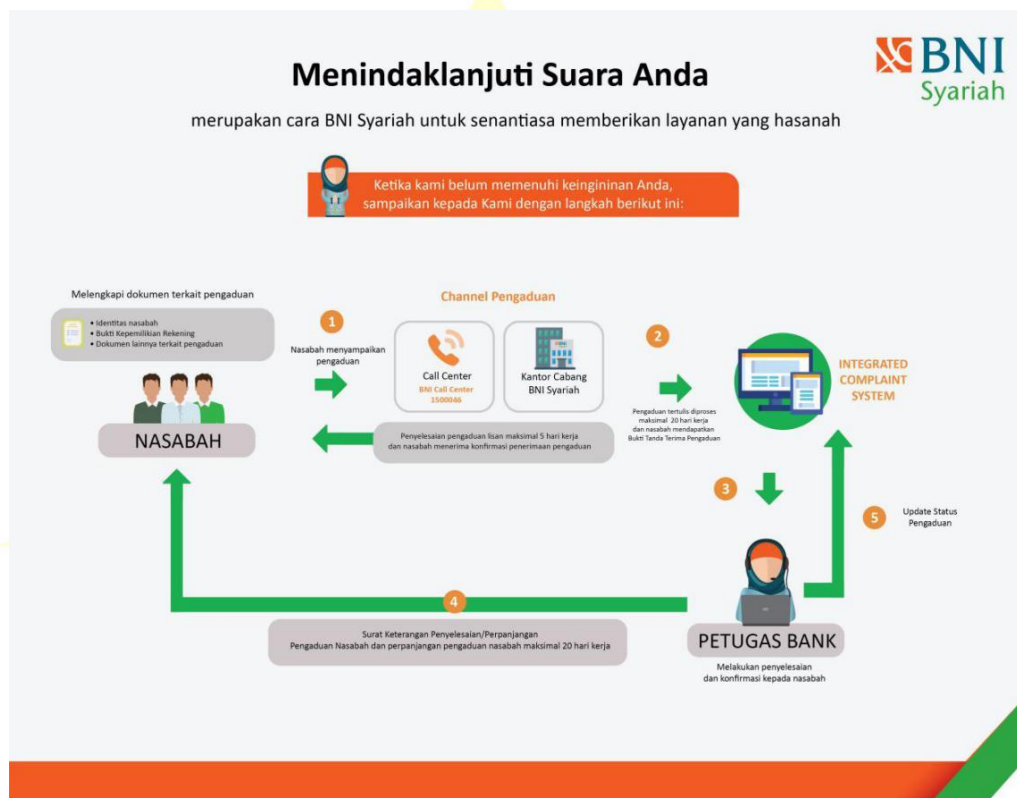 Menindaklanjuti Suara Anda
BNI
Syariah
merupakan cara BNI Syariah untuk senantiasa memberikan layanan yang hasanah
Ketika kami belum memenuhi keingininan Anda,
sampaikan kepada Kami dengan langkah berikut ini:
Melengkapi dokumen terkait pengaduan
• Identitas nasabah
• Bukti Kepemilikan Rekening
• Dokumen lainnya terkait pengaduan
NASABAH
1
Nasabah menyampaikan
pengaduan
Channel Pengaduan
Call Center
BNI Call Center
1500046
BNI
Kantor Cabang
BNI Syariah
Penyelesaian pengaduan lisan maksimal 5 hari kerja
dan nasabah menerima konfirmasi penerimaan pengaduan
2
Pengaduan tertulis diproses
maksimal 20 hari kerja
dan nasabah mendapatkan
Bukti Tanda Terima Pengaduan
INTEGRATED
COMPLAINT
SYSTEM
3
5
Update Status
Pengaduan
4
Surat Keterangan Penyelesaian/Perpanjangan
Pengaduan Nasabah dan perpanjangan pengaduan nasabah maksimal 20 hari kerja
PETUGAS BANK
Melakukan penyelesaian
dan konfirmasi kepada nasabah